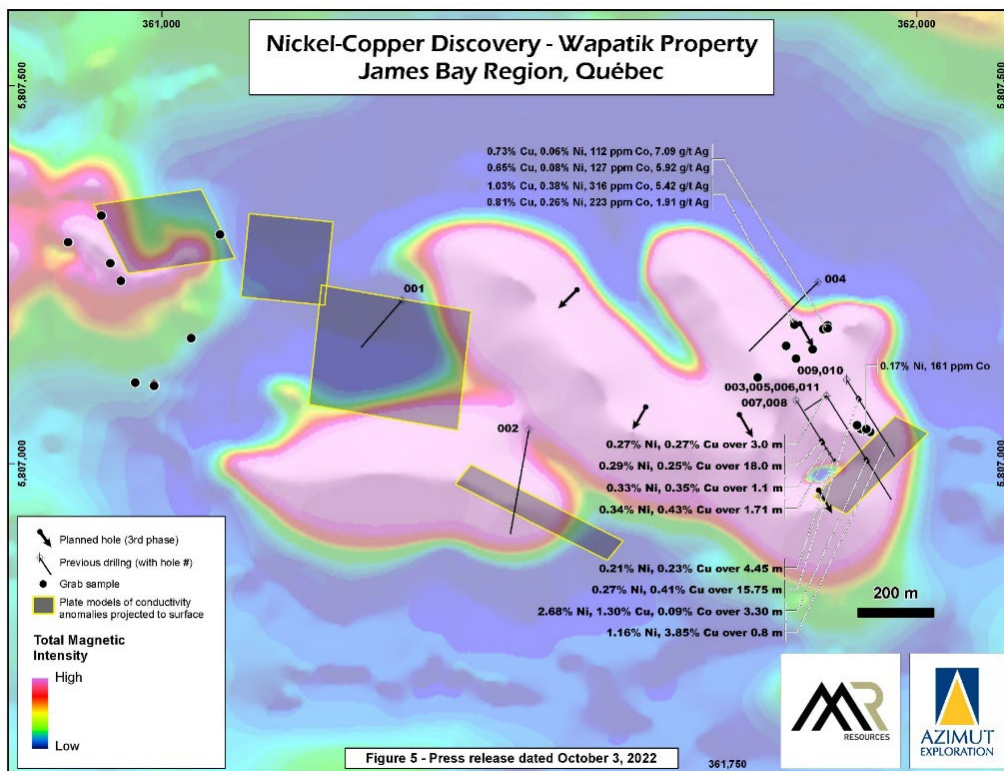 361,000
362,000
Nickel-Copper Discovery - Wapatik Property
James Bay Region, Québec
5,807,500
5,807,500
0.73% Cu, 0.06% Ni, 112 ppm Co, 7.09 g/t Ag
0.65% Cu, 0.08% Ni, 127 ppm Co, 5.92 g/t Ag
1.03% Cu, 0.38% Ni, 316 ppm Co, 5.42 g/t Ag
0.81% Cu, 0.26% Ni, 223 ppm Co, 1.91 g/t Ag
001
004
009,010
0.17% Ni, 161 ppm Co
003,005,006,011
007,008
002
0.27% Ni, 0.27% Cu over 3.0 m
0.29% Ni, 0.25% Cu over 18.0 m
0.33% Ni, 0.35% Cu over 1.1 m
0.34% Ni, 0.43% Cu over 1.71 m
5,807,000
5,807,000
0.21% Ni, 0.23% Cu over 4.45 m
0.27% Ni, 0.41% Cu over 15.75 m
2.68% Ni, 1.30% Cu, 0.09% Co over 3.30 m
1.16% Ni, 3.85% Cu over 0.8 m
200 m
Planned hole (3rd phase)
Previous drilling (with hole #)
Grab sample
Plate models of conductivity
anomalies projected to surface
Total Magnetic
Intensity
High
Low
MR
RESOURCES
AZIMUT
EXPLORATION
Figure 5 - Press release dated October 3, 2022
361,750